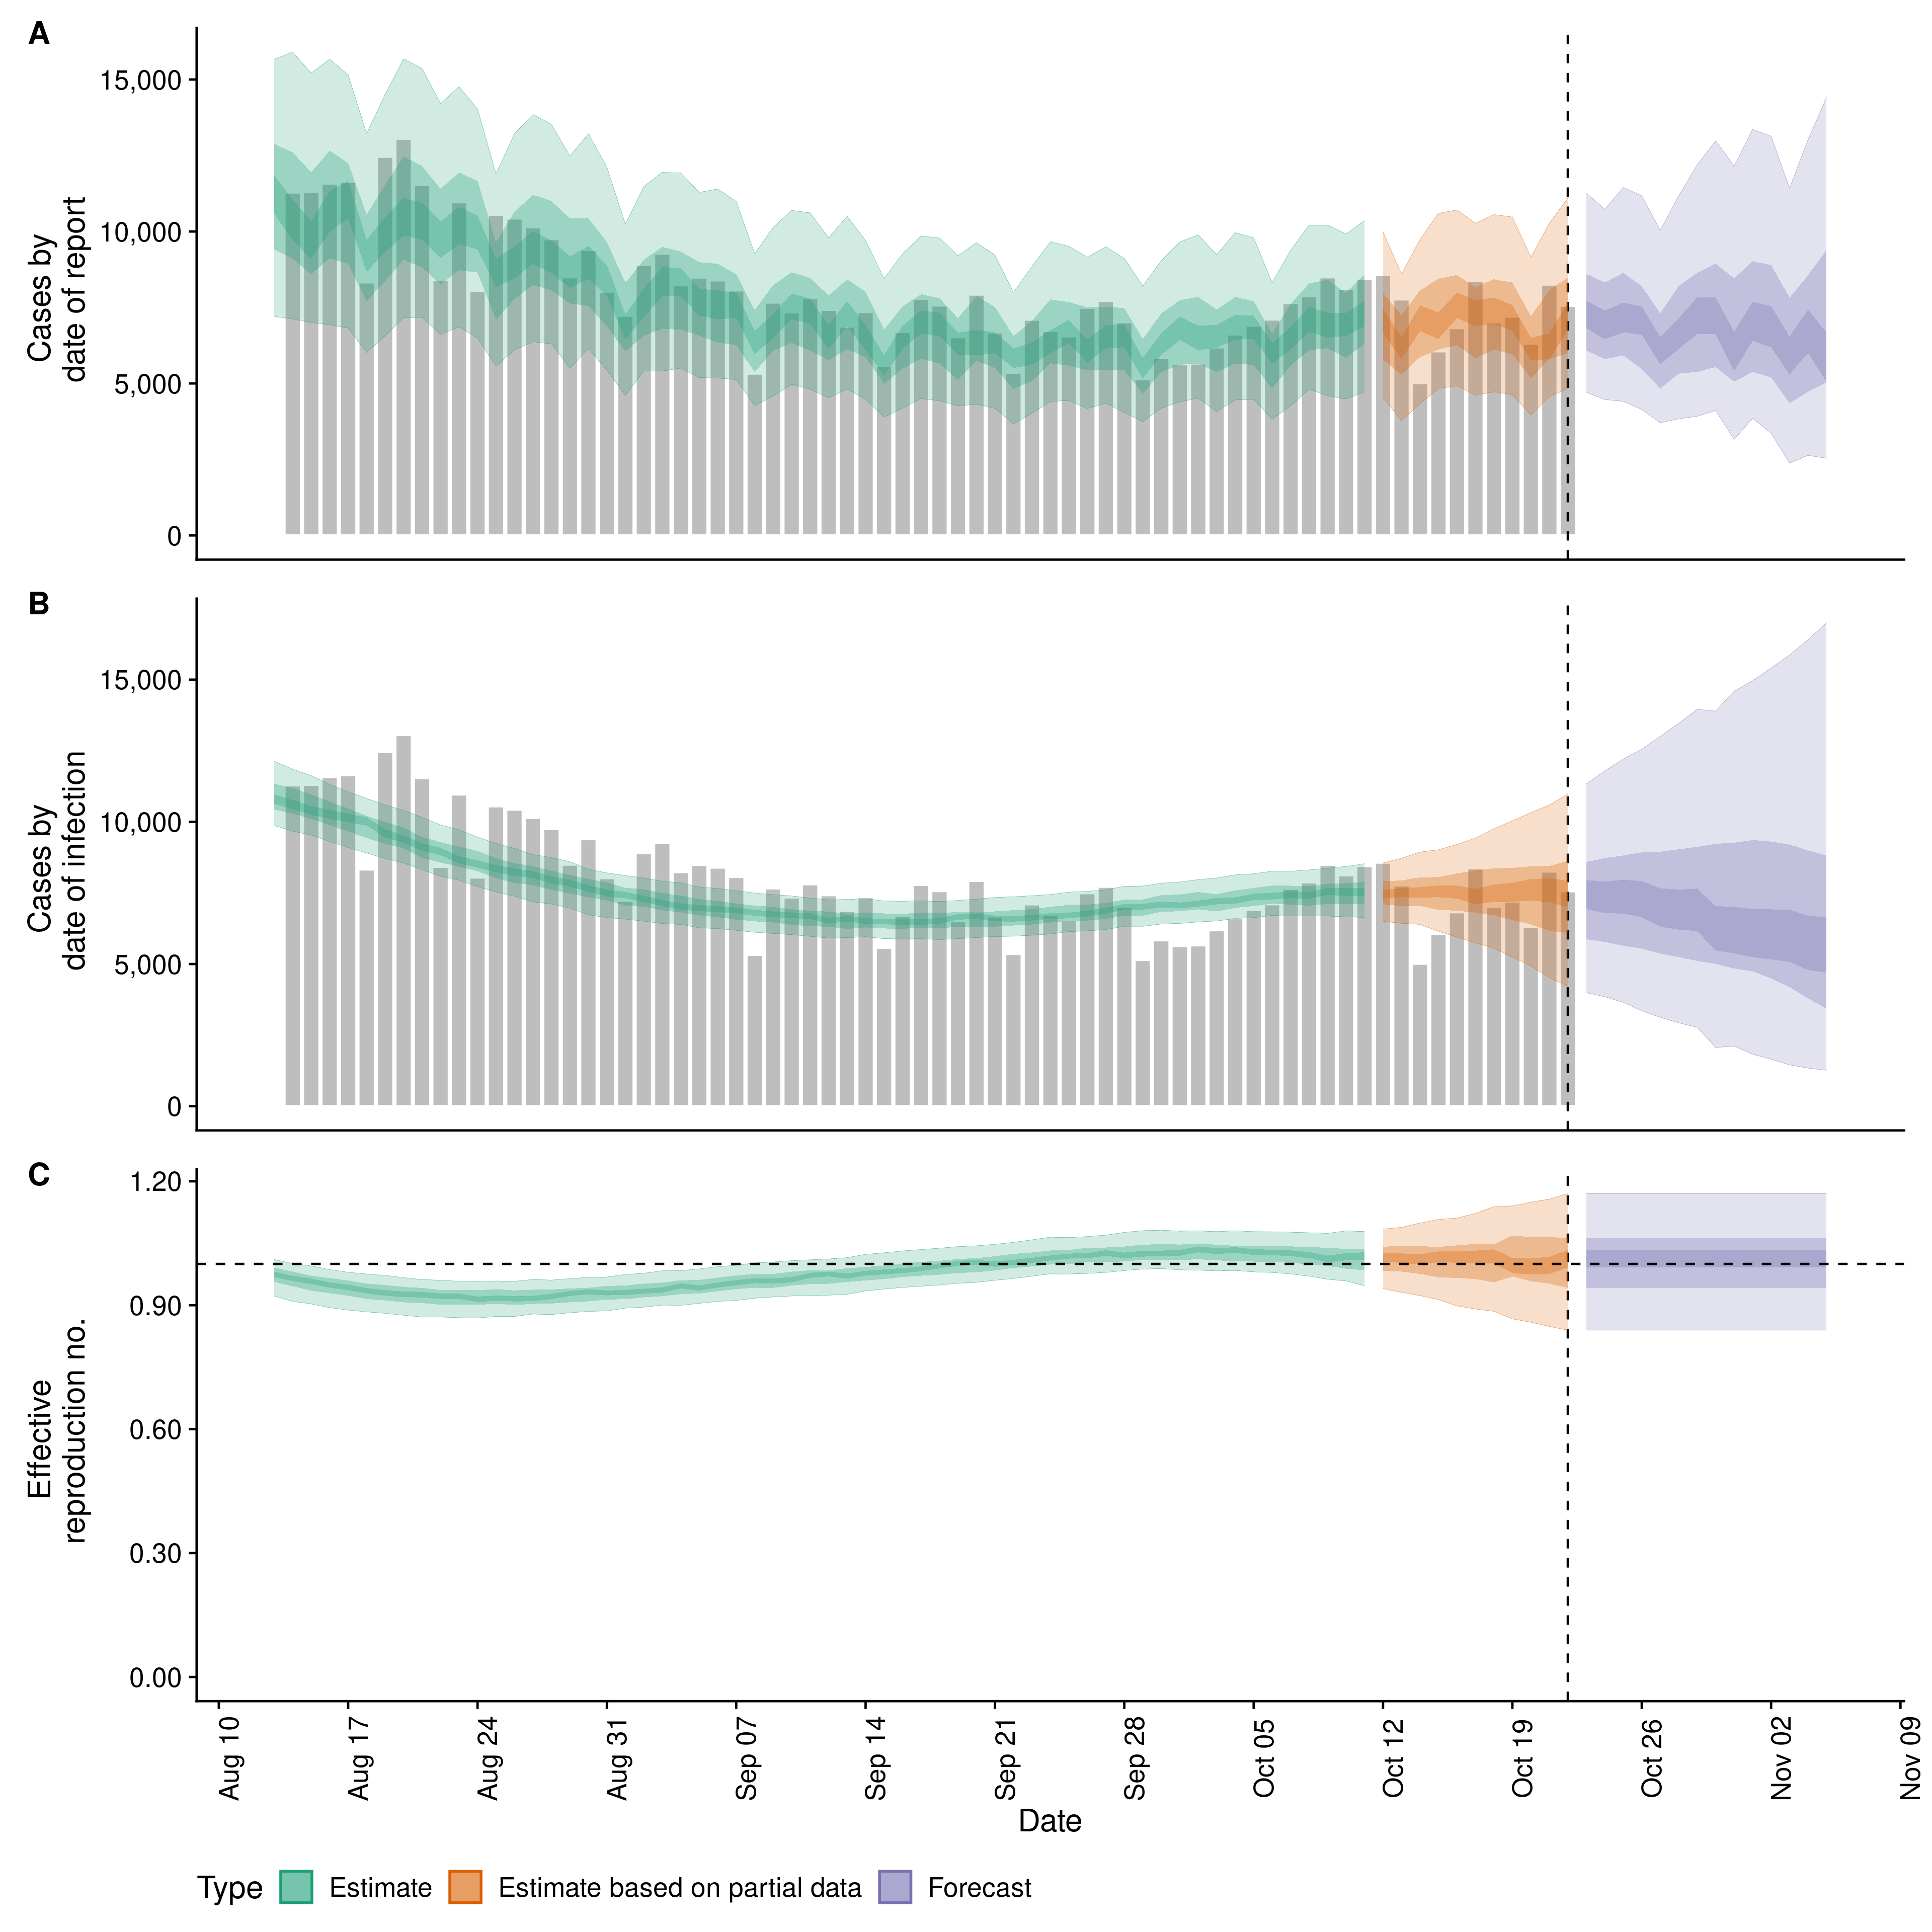 A
Cases by
date of report
15,000
10,000
5,000
0
B
Cases by
date of infection
15,000
10,000
5,000
0
C
Effective
reproduction no.
1.20
0.90
0.60
0.30
0.00
Aug 10
Aug 17
Aug 24
Aug 31
Sep 07
Sep 14
Sep 21
Sep 28
Oct 05
Oct 12
Oct 19
Oct 26
Nov 02
Nov 09
Date
Type Estimate Estimate based on partial data Forecast